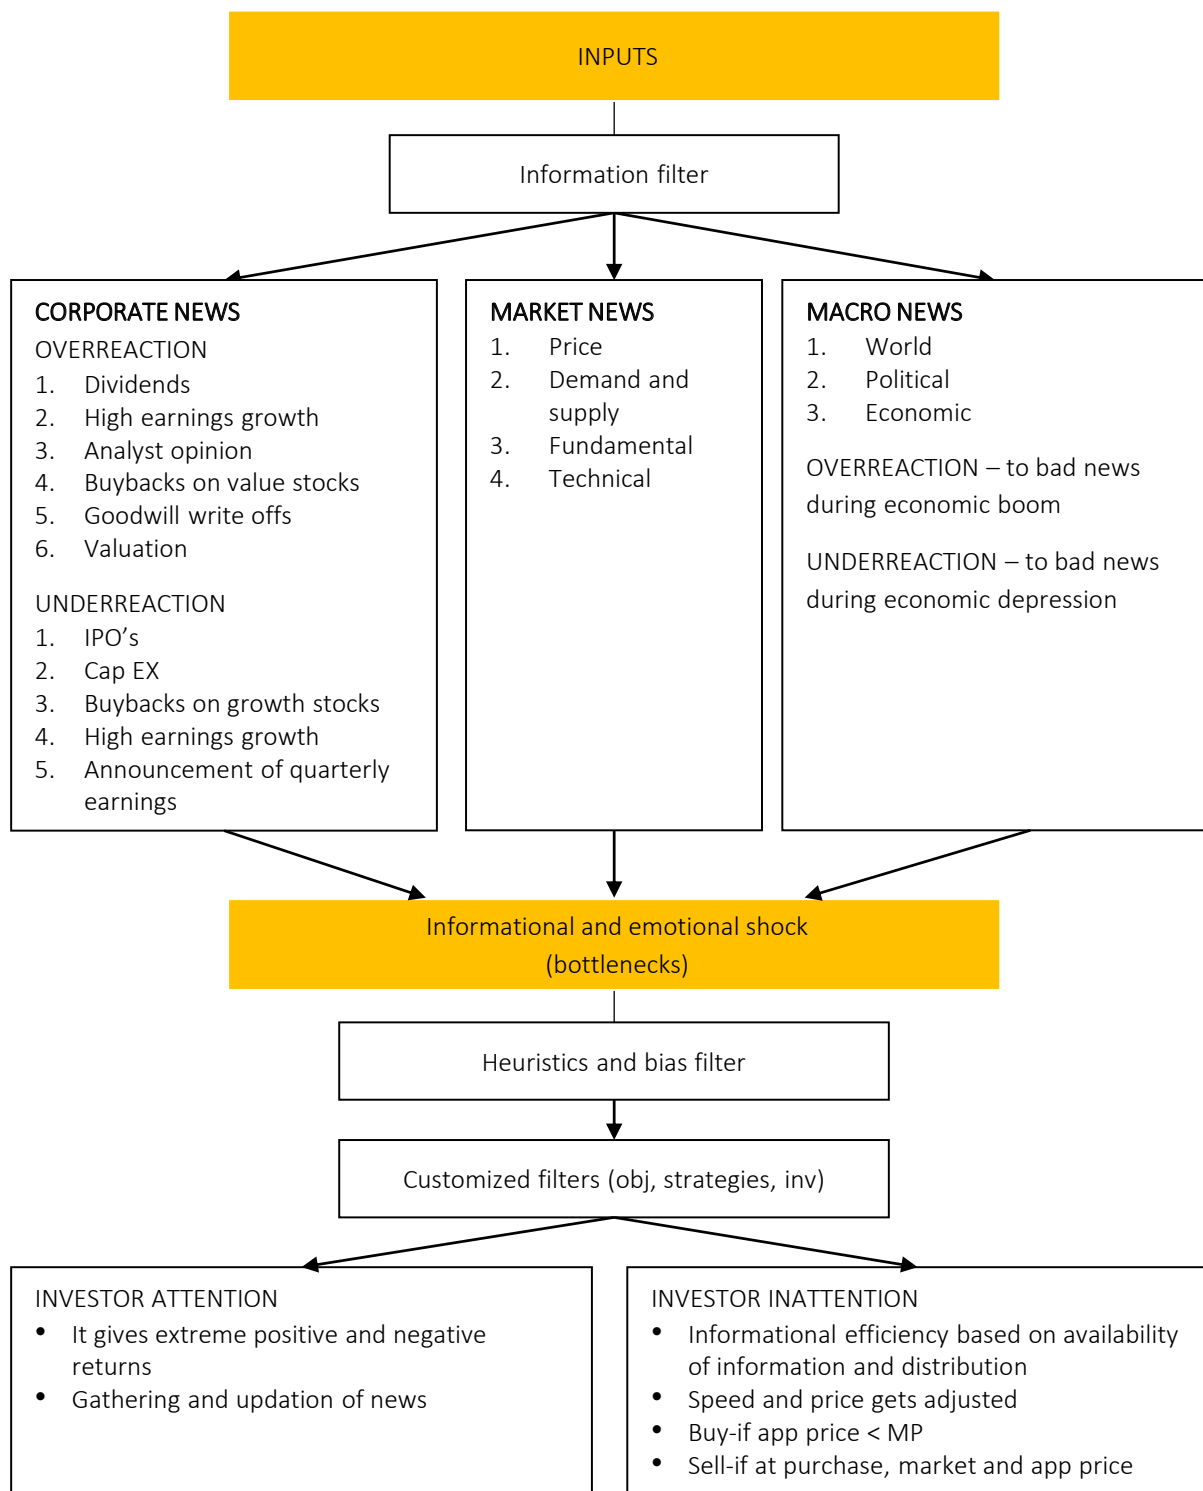 INPUTS
Information filter
CORPORATE NEWS
OVERREACTION
1. Dividends
2. High earnings growth
3. Analyst opinion
4. Buybacks on value stocks
5. Goodwill write offs
6. Valuation
UNDERREACTION
1. IPO’s
2. Cap EX
3. Buybacks on growth stocks
4. High earnings growth
5. Announcement of quarterly
earnings
MARKET NEWS
1. Price
2. Demand and
supply
3. Fundamental
4. Technical
MACRO NEWS
1. World
2. Political
3. Economic
OVERREACTION – to bad news
during economic boom
UNDERREACTION – to bad news
during economic depression
Informational and emotional shock
(bottlenecks)
Heuristics and bias filter
Customized filters (obj, strategies, inv)
INVESTOR ATTENTION
• It gives extreme positive and negative
returns
• Gathering and updation of news
INVESTOR INATTENTION
• Informational efficiency based on availability
of information and distribution
• Speed and price gets adjusted
• Buy-if app price < MP
• Sell-if at purchase, market and app price